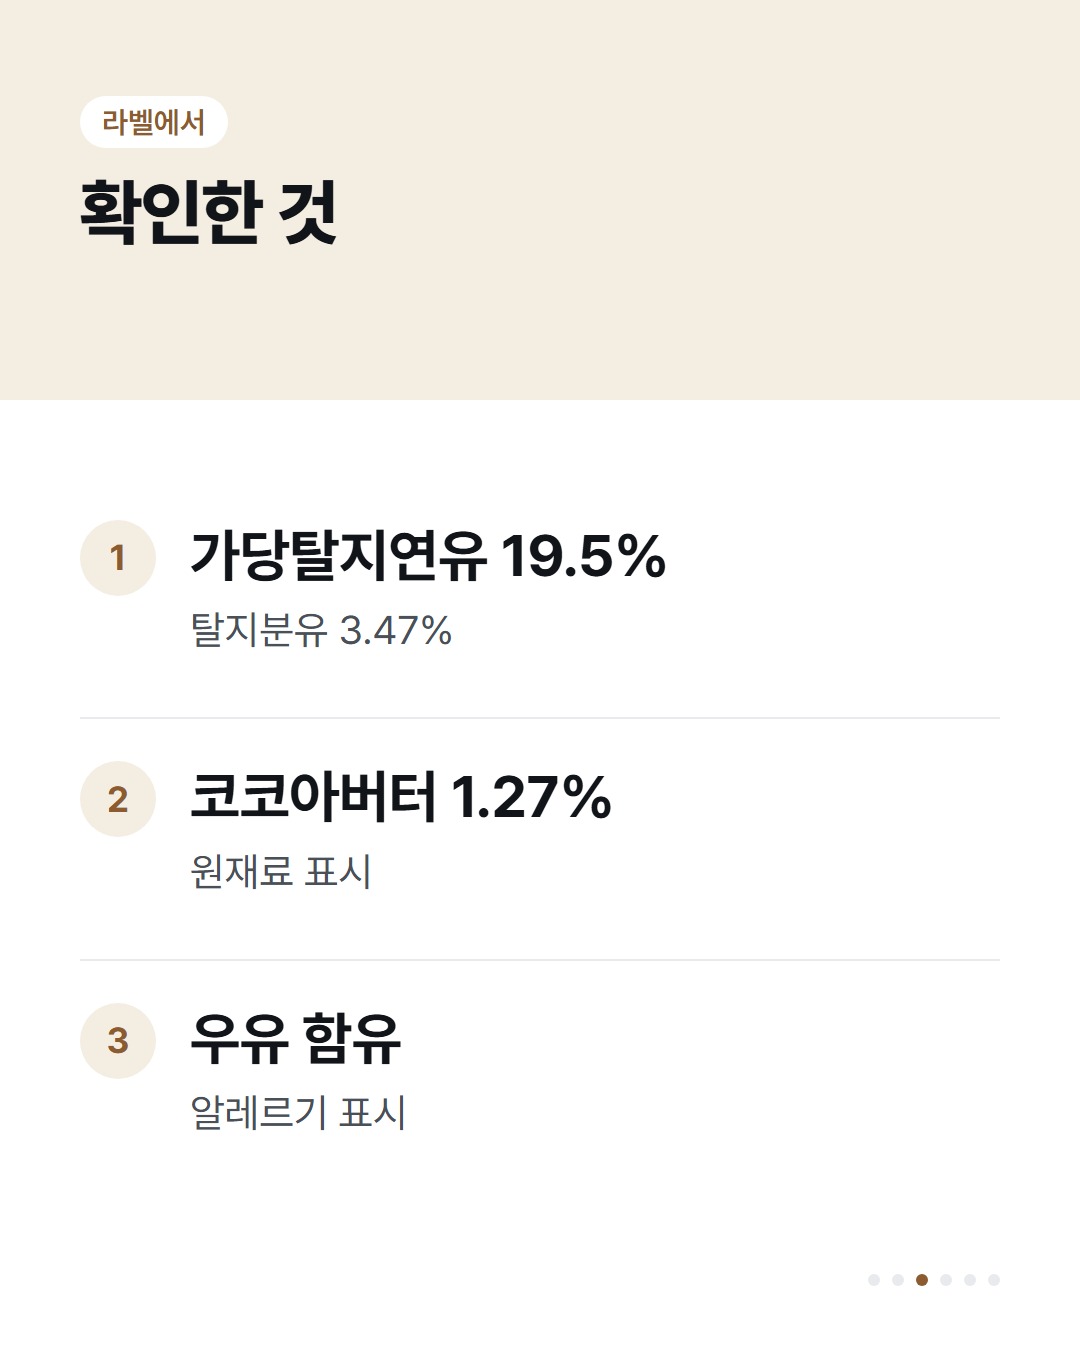 라벨에서
확인한 것
1
가당탈지연유 19.5%
탈지분유 3.47%
2
코코아버터 1.27%
원재료 표시
3
우유 함유
알레르기 표시